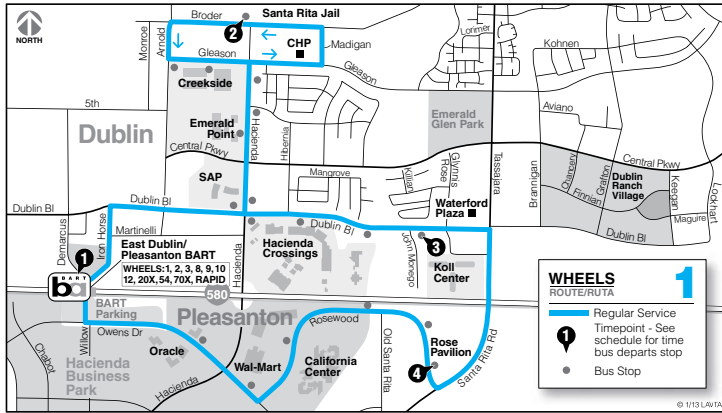 NORTH
Monroe
Arnold
Broder
Santa Rita Jail
2
CHP
Madigan
Gleason
Creekside
Lorimer
Kohnen
Gleason
5th
Dublin
Emerald
Point
Hacienda
Hibernia
Emerald
Glen Park
Aviano
Central Pkwy
Mangrove
Killian
Glynnis
Rose
Tassajara
Brannigan
Chancery
Grafton
Finnian
Central Pkwy
Dublin
Ranch
Village
Keegan
Lockhart
Maguire
Dublin Bl
SAP
Dublin Bl
Dublin Bl
Dublin Bl
Waterford
Plaza
Demarcus
Iron Horse
Martinelli
Hacienda
Hacienda
Crossings
John Monego
3
Koll
Center
1
BART
ba
East Dublin/
Pleasanton BART
WHEELS:1, 2, 3, 8, 9, 10
12, 20X, 54, 70X, RAPID
580
BART
Parking
Pleasanton
Owens Dr
Willow
Chabot
Hacienda
Business
Park
Oracle
Hacienda
Wal-Mart
Rosewood
California
Center
Old Santa Rita
Rose
Pavilion
4
Santa Rita Rd
WHEELS
ROUTE/RUTA
1
Regular Service
1
Timepoint - See
schedule for time
bus departs stop
Bus Stop
© 1/13 LAVTA